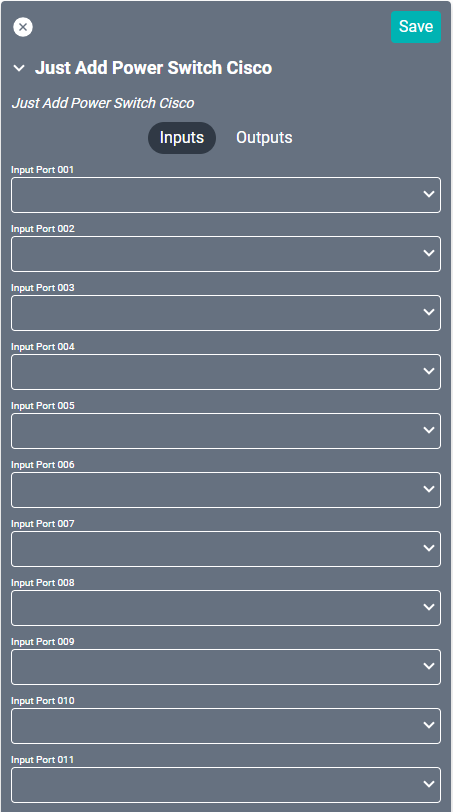 Save
Just Add Power Switch Cisco
Just Add Power Switch Cisco
Inputs Outputs
Input Port 001
Input Port 002
Input Port 003
Input Port 004
Input Port 005
Input Port 006
Input Port 007
Input Port 008
Input Port 009
Input Port 010
Input Port 011